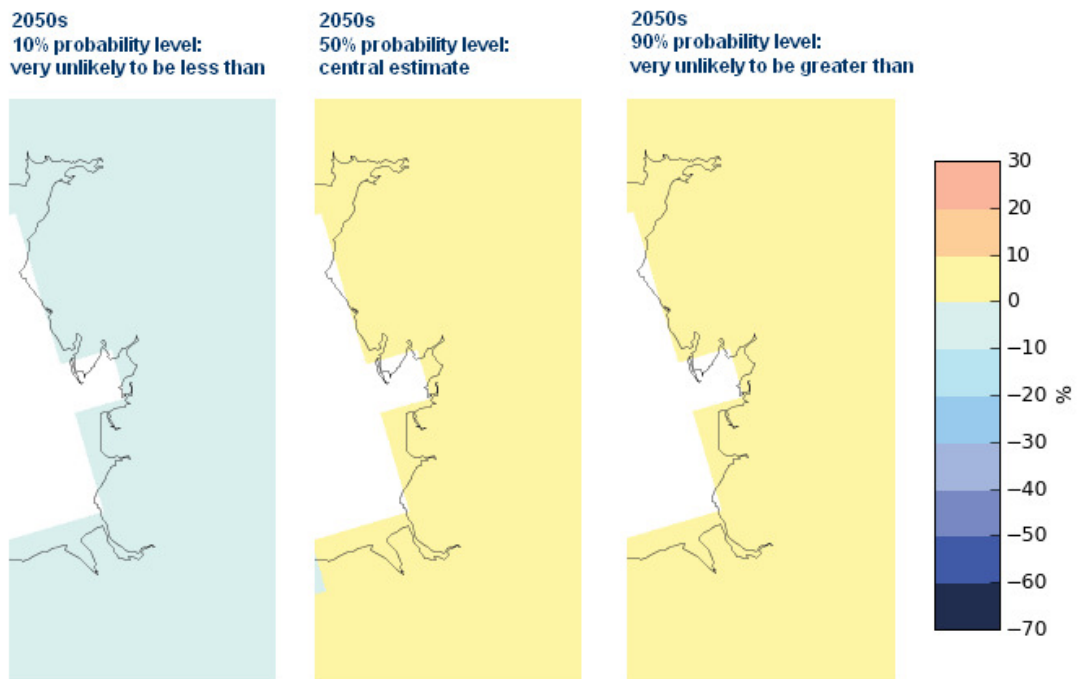 2050s
10% probability level:
very unlikely to be less than
2050s
50% probability level:
central estimate
2050s
90% probability level:
very unlikely to be greater than
30
20
10
0
−10
−20
−30
−40
−50
−60
−70
%